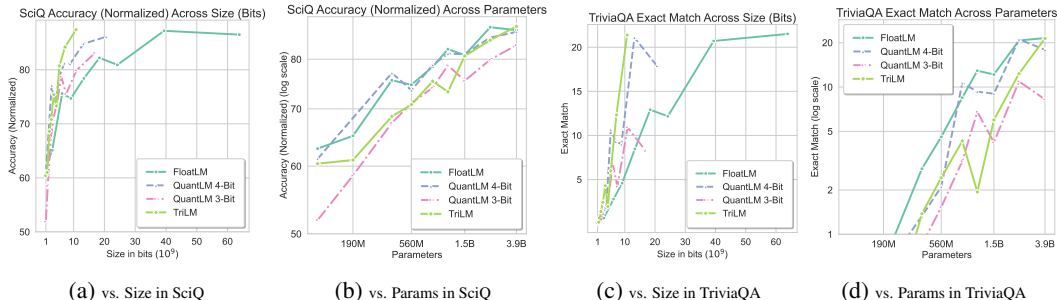 SciQ Accuracy (Normalized) Across Size (Bits)
Accuracy (Normalized)
90
80
70
60
50
1
10
20
30
40
50
60
Size in bits (10⁹)
FloatLM
QuantLM 4-Bit
QuantLM 3-Bit
TriLM
(a) vs. Size in SciQ
SciQ Accuracy (Normalized) Across Parameters
Accuracy (Normalized) (log scale)
80
70
60
50
190M
560M
1.5B
3.9B
Parameters
FloatLM
QuantLM 4-Bit
QuantLM 3-Bit
TriLM
(b) vs. Params in SciQ
TriviaQA Exact Match Across Size (Bits)
Exact Match
20
15
10
5
0
1
10
20
30
40
50
60
Size in bits (10⁹)
FloatLM
QuantLM 4-Bit
QuantLM 3-Bit
TriLM
(c) vs. Size in TriviaQA
TriviaQA Exact Match Across Parameters
Exact Match (log scale)
20
10
5
2
1
190M
560M
1.5B
3.9B
Parameters
FloatLM
QuantLM 4-Bit
QuantLM 3-Bit
TriLM
(d) vs. Params in TriviaQA